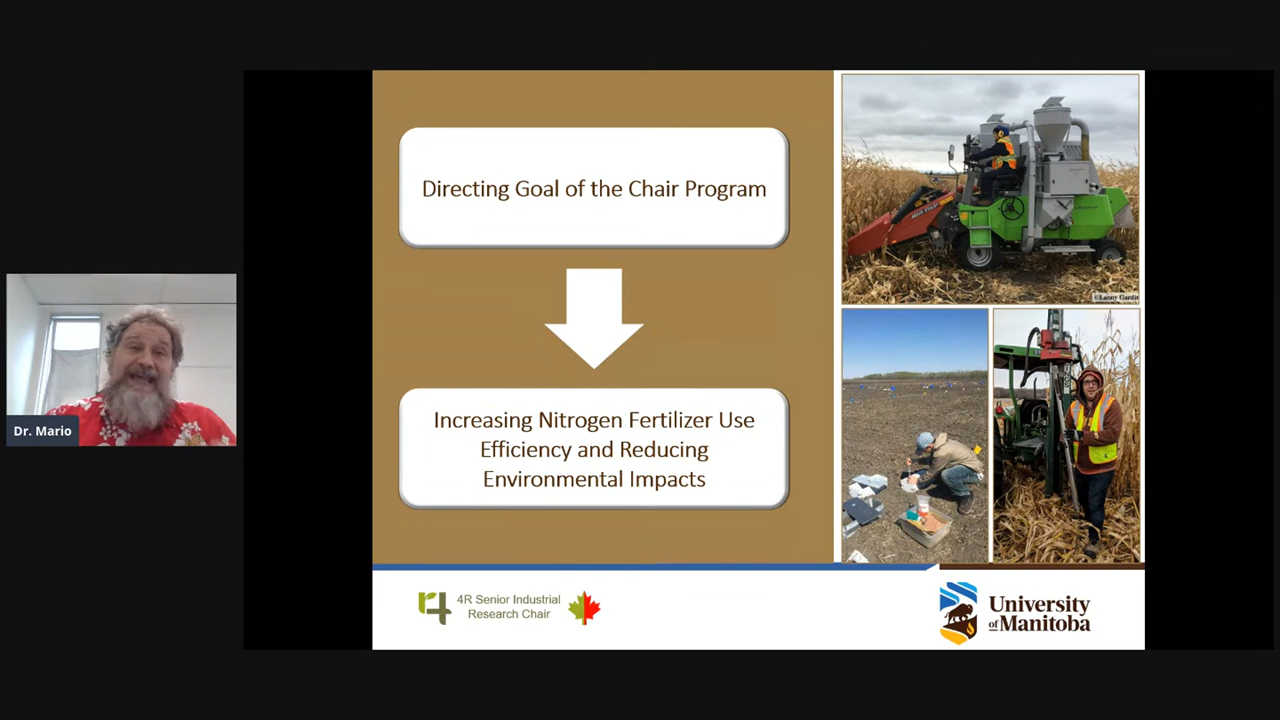 Directing Goal of the Chair Program
Increasing Nitrogen Fertilizer Use
Efficiency and Reducing
Environmental Impacts
Dr. Mario
4R Senior Industrial
Research Chair
University
of Manitoba